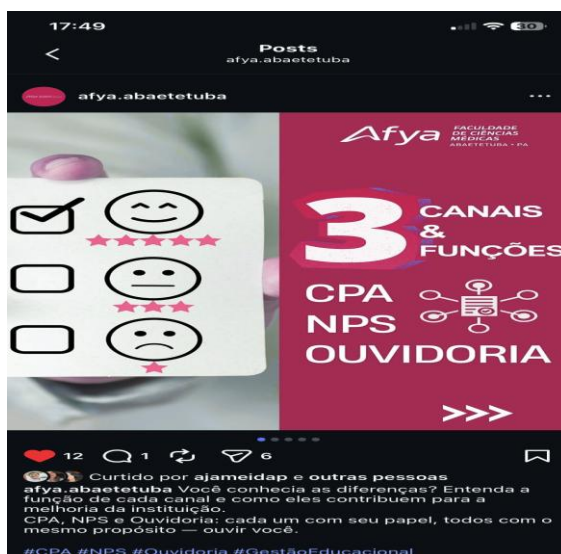 17:49
30
Posts
afya.abaetetuba
afya.abaetetuba
Afya
FACULDADE
DE CIÊNCIAS
MÉDICAS
ABAETETUBA • PA
3 CANAIS
&
FUNÇÕES
CPA
NPS
OUVIDORIA
>>>
12 1 6
Curtido por ajameidap e outras pessoas
afya.abaetetuba Você conhecia as diferenças? Entenda a
função de cada canal e como eles contribuem para a
melhoria da instituição.
CPA, NPS e Ouvidoria: cada um com seu papel, todos com o
mesmo propósito — ouvir você.
#CPA #NPS #Ouvidoria #GestãoEducacional